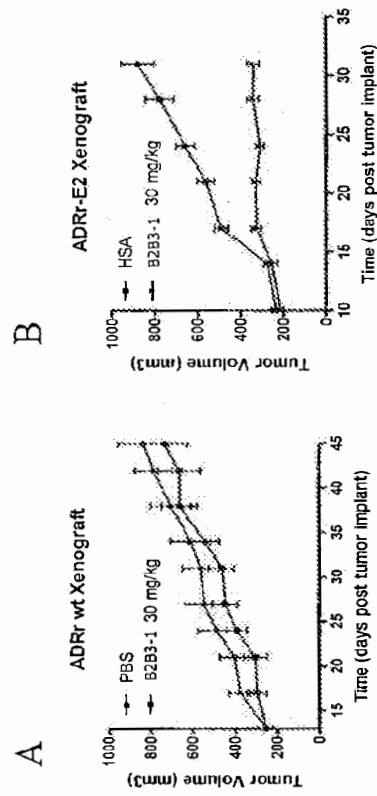 A
ADRr wt Xenograft
PBS
B2B3-1 30 mg/kg
Tumor Volume (mm3)
1000
800
600
400
200
0
15
20
25
30
35
40
45
Time (days post tumor implant)
B
ADRr-E2 Xenograft
HSA
B2B3-1 30 mg/kg
Tumor Volume (mm3)
1000
800
600
400
200
0
10
15
20
25
30
35
Time (days post tumor implant)